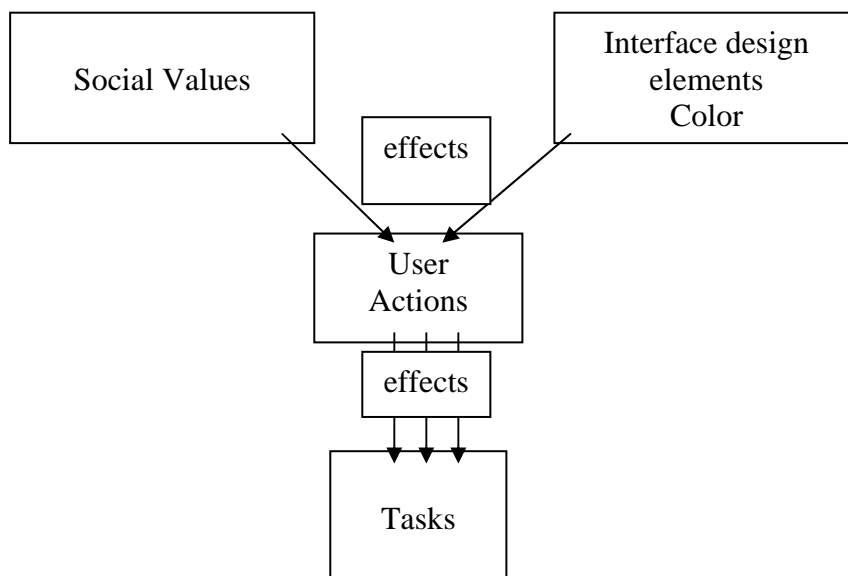 Social Values
Interface design
elements
Color
effects
User
Actions
effects
Tasks